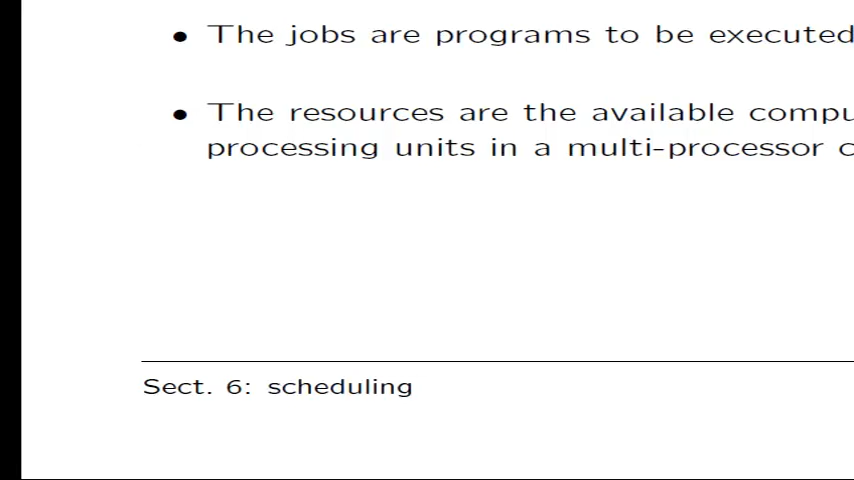 • The jobs are programs to be executed
• The resources are the available
processing units in a multi-processor
Sect. 6: scheduling